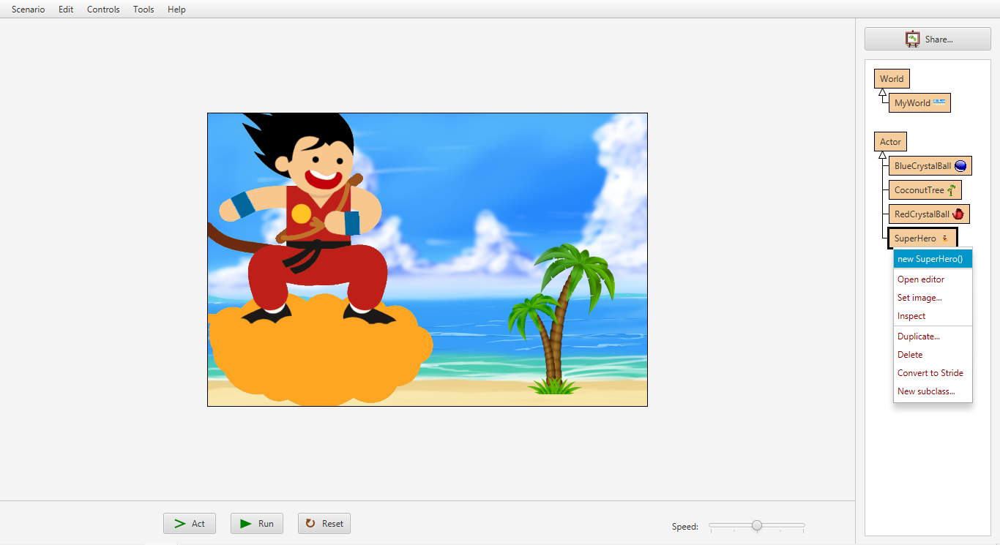 Scenario Edit Controls Tools Help
Share...
World
MyWorld
Actor
BlueCrystalBall
CoconutTree
RedCrystalBall
SuperHero
new SuperHero()
Open editor
Set image...
Inspect
Duplicate...
Delete
Convert to Stride
New subclass...
Act Run Reset Speed: